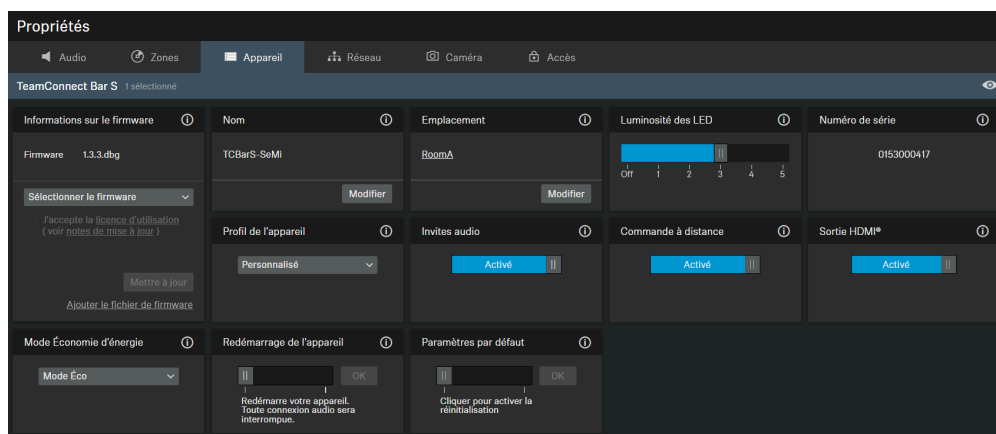 Propriétés
Audio Zones Appareil Réseau Caméra Accès
TeamConnect Bar S 1 sélectionné
Informations sur le firmware
Firmware 1.3.3.dbg
Sélectionner le firmware
J'accepte la licence d'utilisation
( voir notes de mise à jour )
Mettre à jour
Ajouter le fichier de firmware
Nom
TCBarS-SeMi
Modifier
Emplacement
RoomA
Modifier
Luminosité des LED
Off 1 2 3 4 5
Numéro de série
0153000417
Profil de l'appareil
Personnalisé
Invites audio
Activé
Commande à distance
Activé
Sortie HDMI®
Activé
Mode Économie d'énergie
Mode Éco
Redémarrage de l'appareil
OK
Redémarre votre appareil.
Toute connexion audio sera
interrompue.
Paramètres par défaut
OK
Cliquer pour activer la
réinitialisation